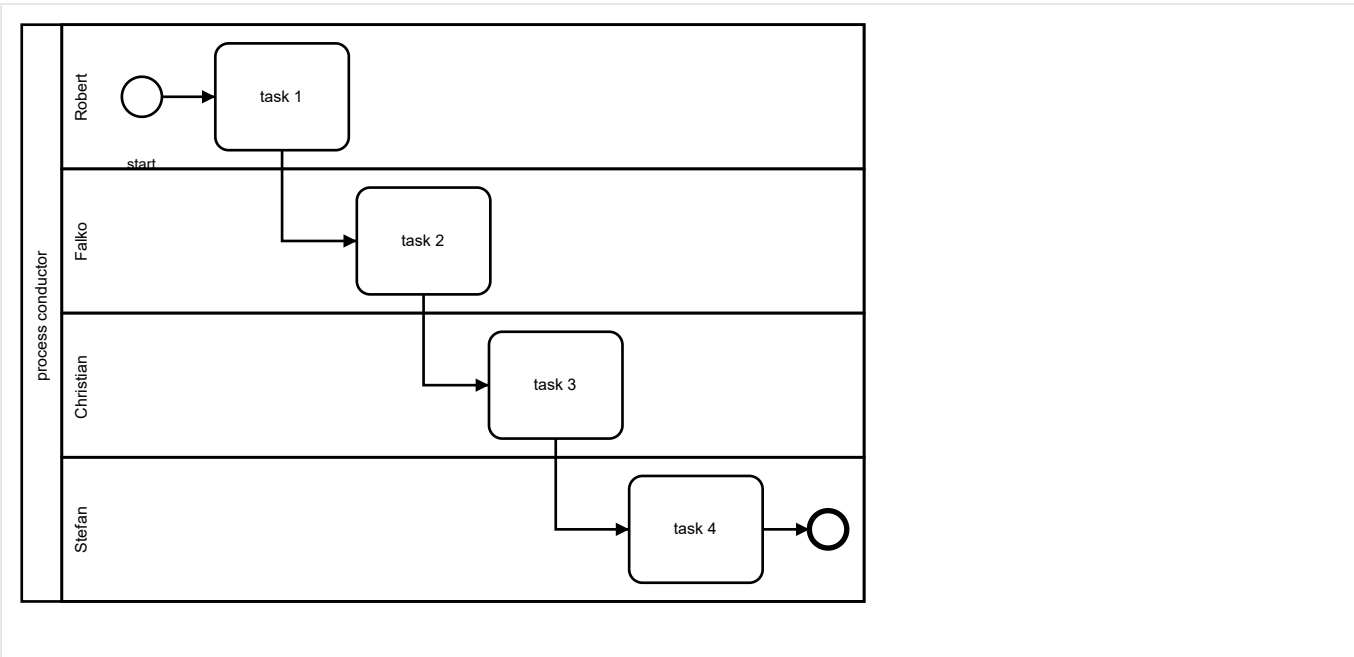 process conductor
Robert
start
task 1
Falko
task 2
Christian
task 3
Stefan
task 4